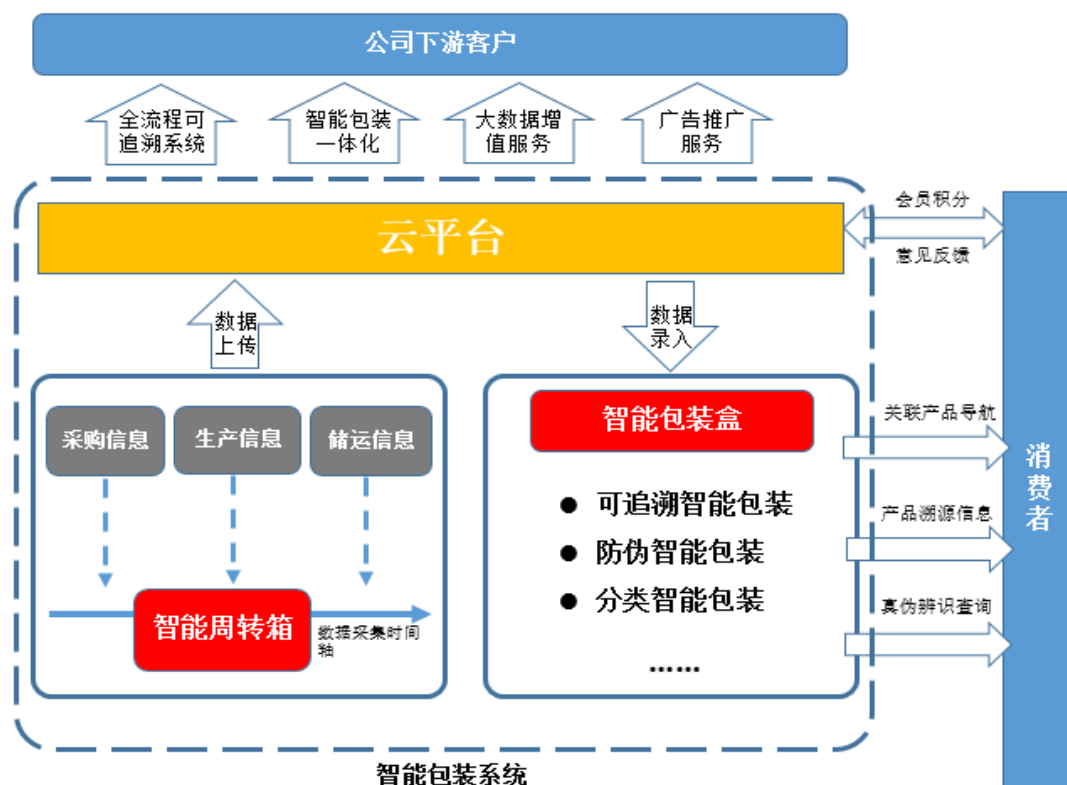 公司下游客户
全流程可
追溯系统
智能包装
一体化
大数据增
值服务
广告推广
服务
云平台
会员积分
意见反馈
数据
上传
数据
录入
采购信息
生产信息
储运信息
智能周转箱
数据采集时间
轴
智能包装盒
● 可追溯智能包装
● 防伪智能包装
● 分类智能包装
……
关联产品导航
产品溯源信息
真伪辨识查询
消费者
智能包装系统